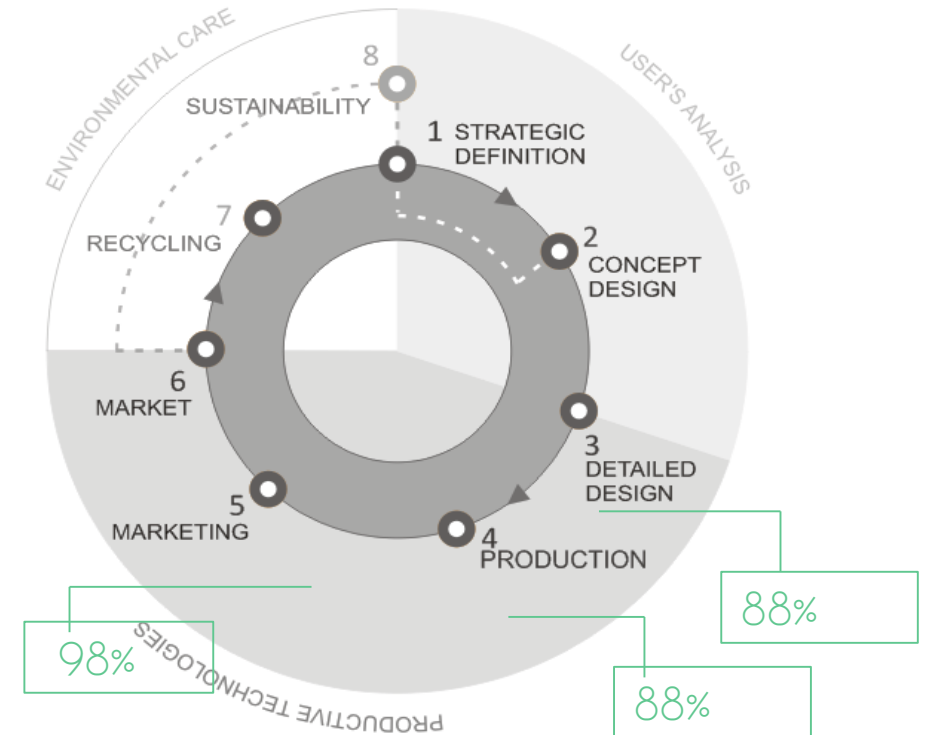 ENVIRONMENTAL CARE
USER'S ANALYSIS
8
SUSTAINABILITY
1 STRATEGIC
DEFINITION
2
CONCEPT
DESIGN
7
RECYCLING
6
MARKET
3
DETAILED
DESIGN
5
MARKETING
4
PRODUCTION
88%
98%
88%
PRODUCTIVE TECHNOLOGIES